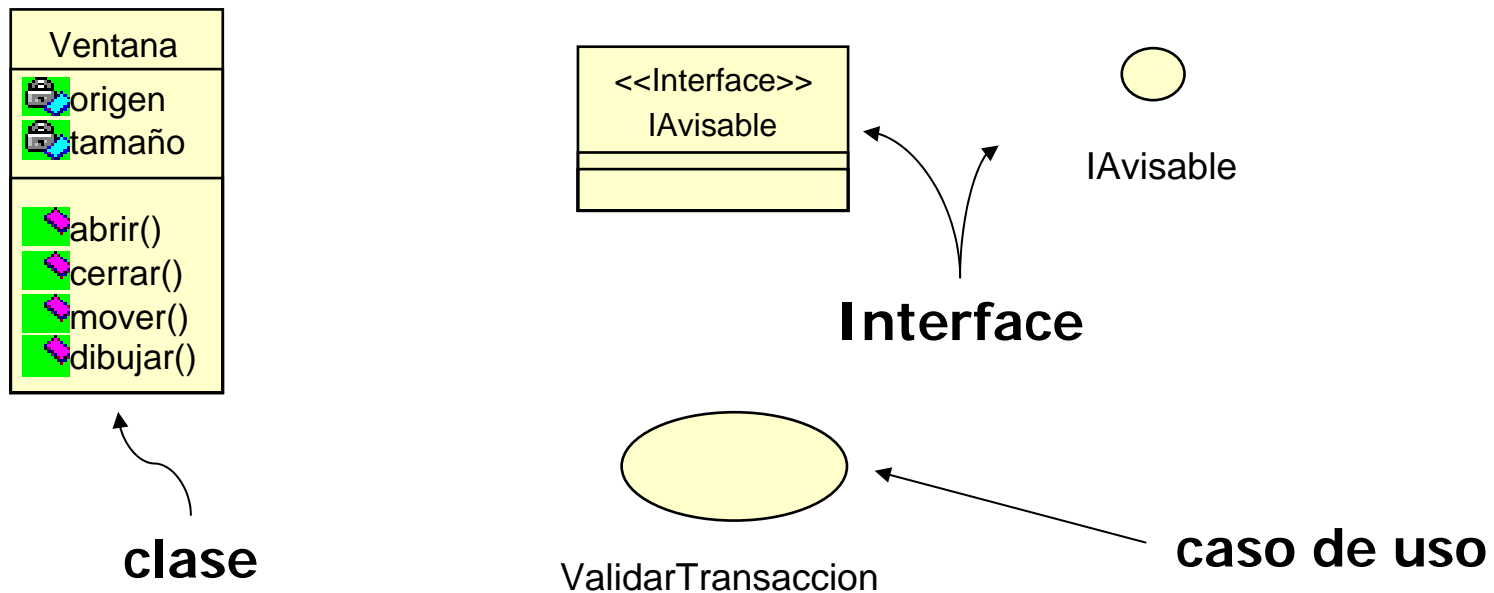 Ventana
origen
tamaño
abrir()
cerrar()
mover()
dibujar()
clase
<<Interface>>
IAvisable
IAvisable
Interface
ValidarTransaccion
caso de uso